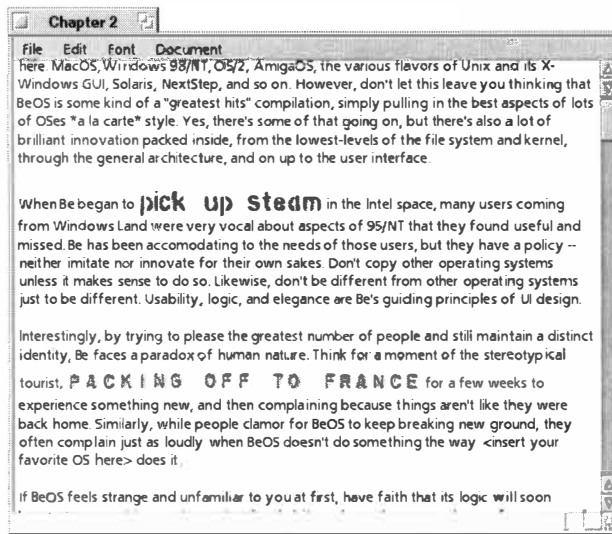 Chapter 2
File Edit Font Document
here. MacOS, Windows 98/NT, OS/2, AmigaOS, the various flavors of Unix and its X-
Windows GUI, Solaris, NextStep, and so on. However, don't let this leave you thinking that
BeOS is some kind of a "greatest hits" compilation, simply pulling in the best aspects of lots
of OSes *a la carte* style. Yes, there's some of that going on, but there's also a lot of
brilliant innovation packed inside, from the lowest-levels of the file system and kernel,
through the general architecture, and on up to the user interface.
When Be began to pick up steam in the Intel space, many users coming
from Windows Land were very vocal about aspects of 95/NT that they found useful and
missed. Be has been accomodating to the needs of those users, but they have a policy --
neither imitate nor innovate for their own sakes. Don't copy other operating systems
unless it makes sense to do so. Likewise, don't be different from other operating systems
just to be different. Usability, logic, and elegance are Be's guiding principles of UI design.
Interestingly, by trying to please the greatest number of people and still maintain a distinct
identity, Be faces a paradox of human nature. Think for a moment of the stereotypical
tourist, PACKING OFF TO FRANCE for a few weeks to
experience something new, and then complaining because things aren't like they were
back home. Similarly, while people clamor for BeOS to keep breaking new ground, they
often complain just as loudly when BeOS doesn't do something the way <insert your
favorite OS here> does it.
If BeOS feels strange and unfamiliar to you at first, have faith that its logic will soon